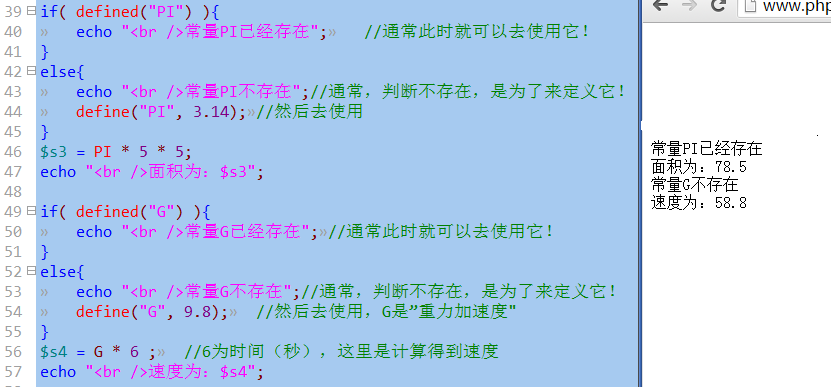 39 if( defined("PI") ){
40 echo "<br />常量PI已经存在"; //通常此时就可以去使用它!
41 }
42 else{
43 echo "<br />常量PI不存在";//通常，判断不存在，是为了来定义它!
44 define("PI", 3.14);//然后去使用
45 }
46 $s3 = PI * 5 * 5;
47 echo "<br />面积为: $s3";
48
49 if( defined("G") ){
50 echo "<br />常量G已经存在";//通常此时就可以去使用它!
51 }
52 else{
53 echo "<br />常量G不存在";//通常，判断不存在，是为了来定义它!
54 define("G", 9.8); //然后去使用，G是”重力加速度"
55 }
56 $s4 = G * 6 ; //6为时间（秒），这里是计算得到速度
57 echo "<br />速度为: $s4";
www.php
常量PI已经存在
面积为: 78.5
常量G不存在
速度为: 58.8